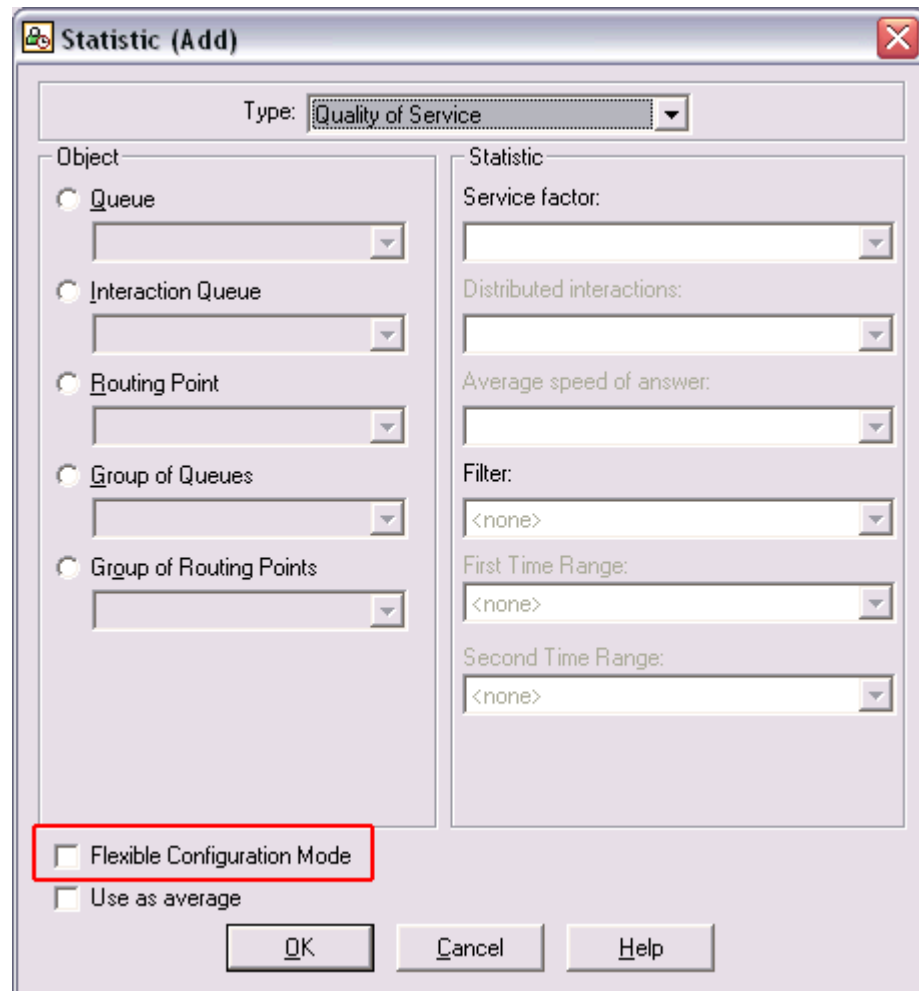 Statistic (Add)
Type: Quality of Service
Object
Queue
Interaction Queue
Routing Point
Group of Queues
Group of Routing Points
Statistic
Service factor:
Distributed interactions:
Average speed of answer:
Filter:
<none>
First Time Range:
<none>
Second Time Range:
<none>
Flexible Configuration Mode
Use as average
OK Cancel Help